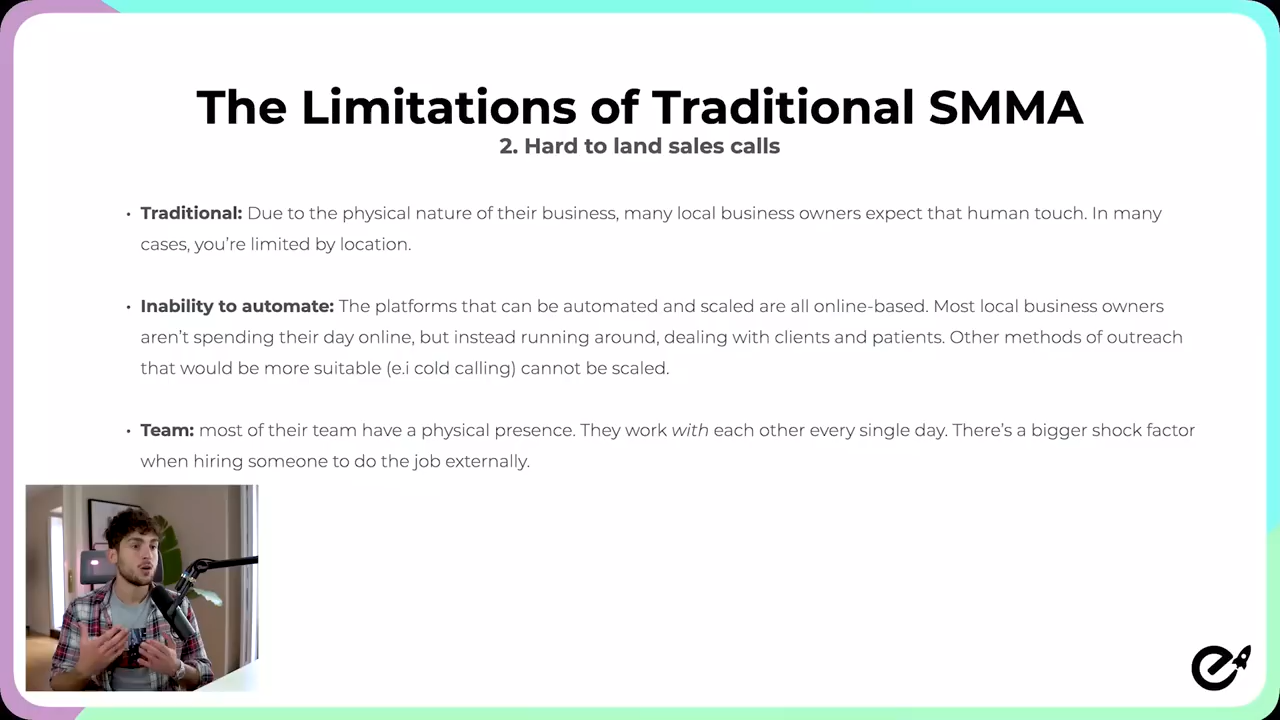 The Limitations of Traditional SMMA
2. Hard to land sales calls
• Traditional: Due to the physical nature of their business, many local business owners expect that human touch. In many
cases, you’re limited by location.
• Inability to automate: The platforms that can be automated and scaled are all online-based. Most local business owners
aren’t spending their day online, but instead running around, dealing with clients and patients. Other methods of outreach
that would be more suitable (e.i cold calling) cannot be scaled.
• Team: most of their team have a physical presence. They work with each other every single day. There’s a bigger shock factor
when hiring someone to do the job externally.